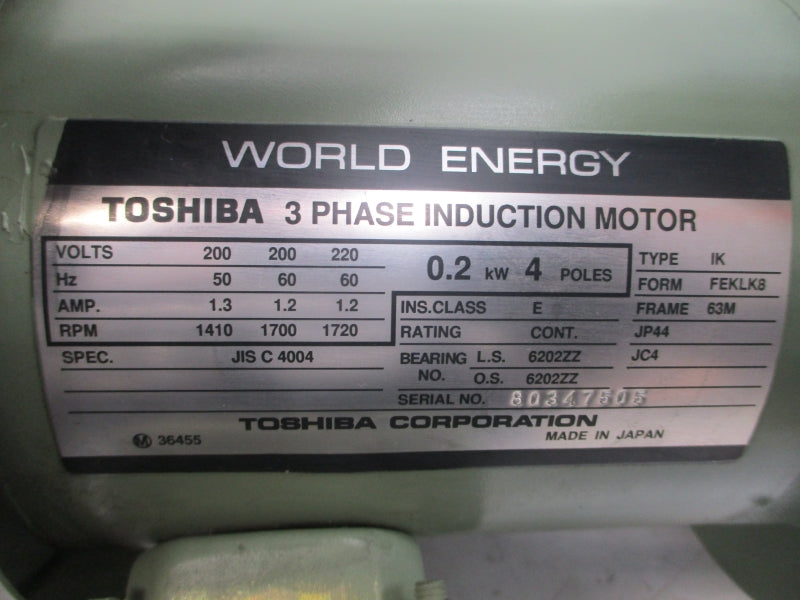 WORLD ENERGY
TOSHIBA 3 PHASE INDUCTION MOTOR
VOLTS 200 200 220
Hz 50 60 60
AMP. 1.3 1.2 1.2
RPM 1410 1700 1720
SPEC. JIS C 4004
0.2 kW 4 POLES
INS.CLASS E
RATING CONT.
BEARING NO. L.S. 6202ZZ
O.S. 6202ZZ
SERIAL NO. 80347505
TYPE IK
FORM FEKLK8
FRAME 63M
JP44
JC4
TOSHIBA CORPORATION
M 36455
MADE IN JAPAN